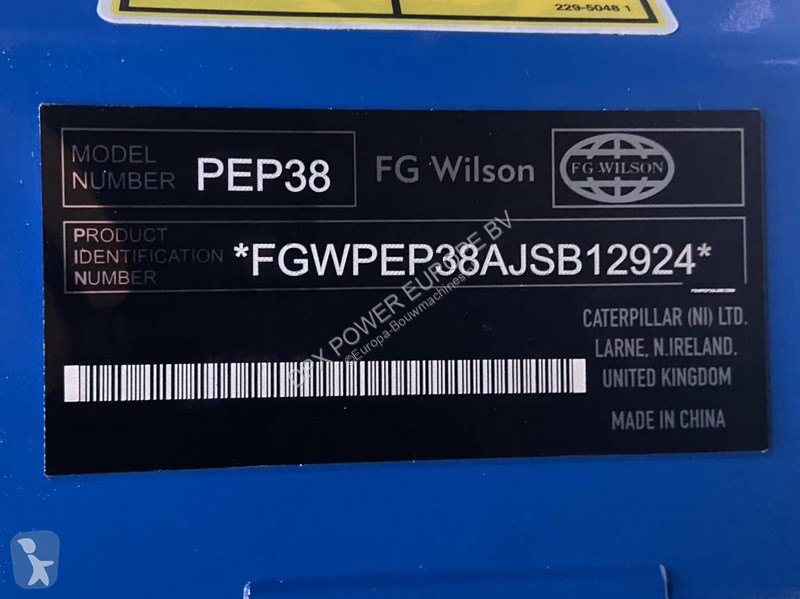 229-5048 1
MODEL
NUMBER
PEP38
FG Wilson
FG WILSON
PRODUCT
IDENTIFICATION
NUMBER
*FGWPEP38AJSB12924*
CATERPILLAR (NI) LTD.
LARNE, N.IRELAND.
UNITED KINGDOM
MADE IN CHINA
DPX POWER EUROPE BV
©Europa-Bouwmachines